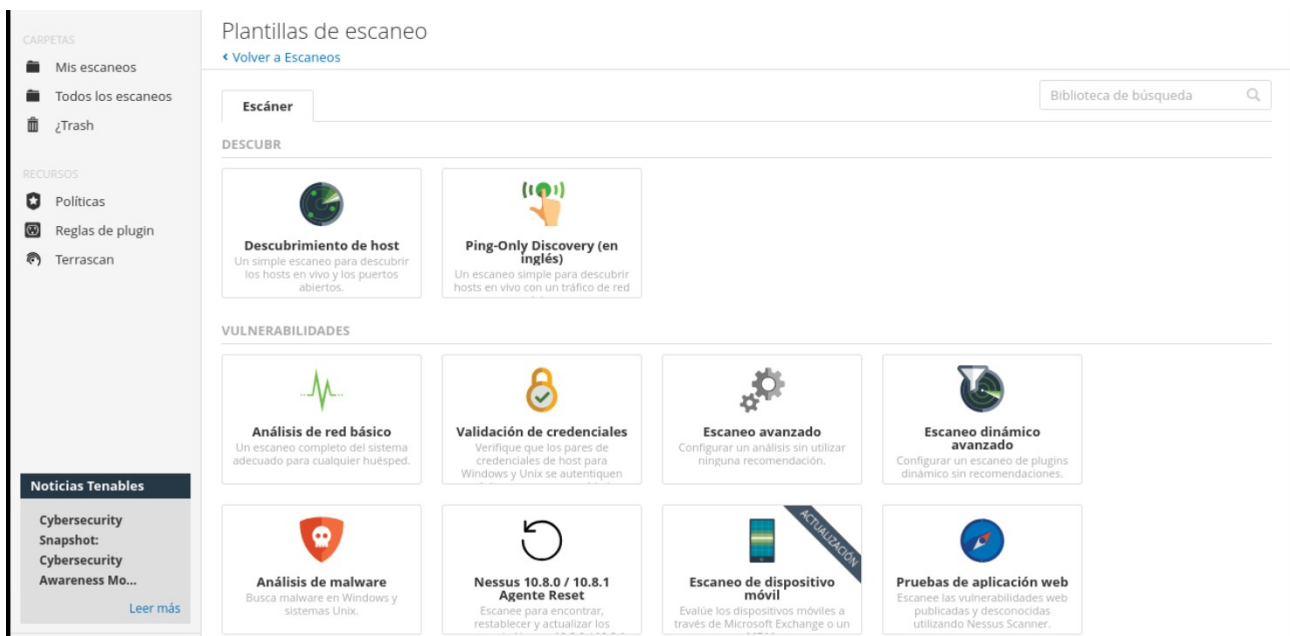 CARPETAS
Mis escaneos
Todos los escaneos
¿Trash
RECURSOS
Políticas
Reglas de plugin
Terrascan
Noticias Tenables
Cybersecurity
Snapshot:
Cybersecurity
Awareness Mo...
Leer más
Plantillas de escaneo
Volver a Escaneos
Escáner
Biblioteca de búsqueda
DESCUBR
Descubrimiento de host
Un simple escaneo para descubrir
los hosts en vivo y los puertos
abiertos.
Ping-Only Discovery (en
inglés)
Un escaneo simple para descubrir
hosts en vivo con un tráfico de red
VULNERABILIDADES
Análisis de red básico
Un escaneo completo del sistema
adecuado para cualquier huésped.
Validación de credenciales
Verifique que los pares de
credenciales de host para
Windows y Unix se autentiquen
Escaneo avanzado
Configurar un análisis sin utilizar
ninguna recomendación.
Escaneo dinámico
avanzado
Configurar un escaneo de plugins
dinámico sin recomendaciones.
Análisis de malware
Busca malware en Windows y
sistemas Unix.
Nessus 10.8.0 / 10.8.1
Agente Reset
Escanee para encontrar,
restablecer y actualizar los
ACTUALIZACIÓN
Escaneo de dispositivo
móvil
Evalúe los dispositivos móviles a
través de Microsoft Exchange o un
Pruebas de aplicación web
Escanee las vulnerabilidades web
publicadas y desconocidas
utilizando Nessus Scanner.